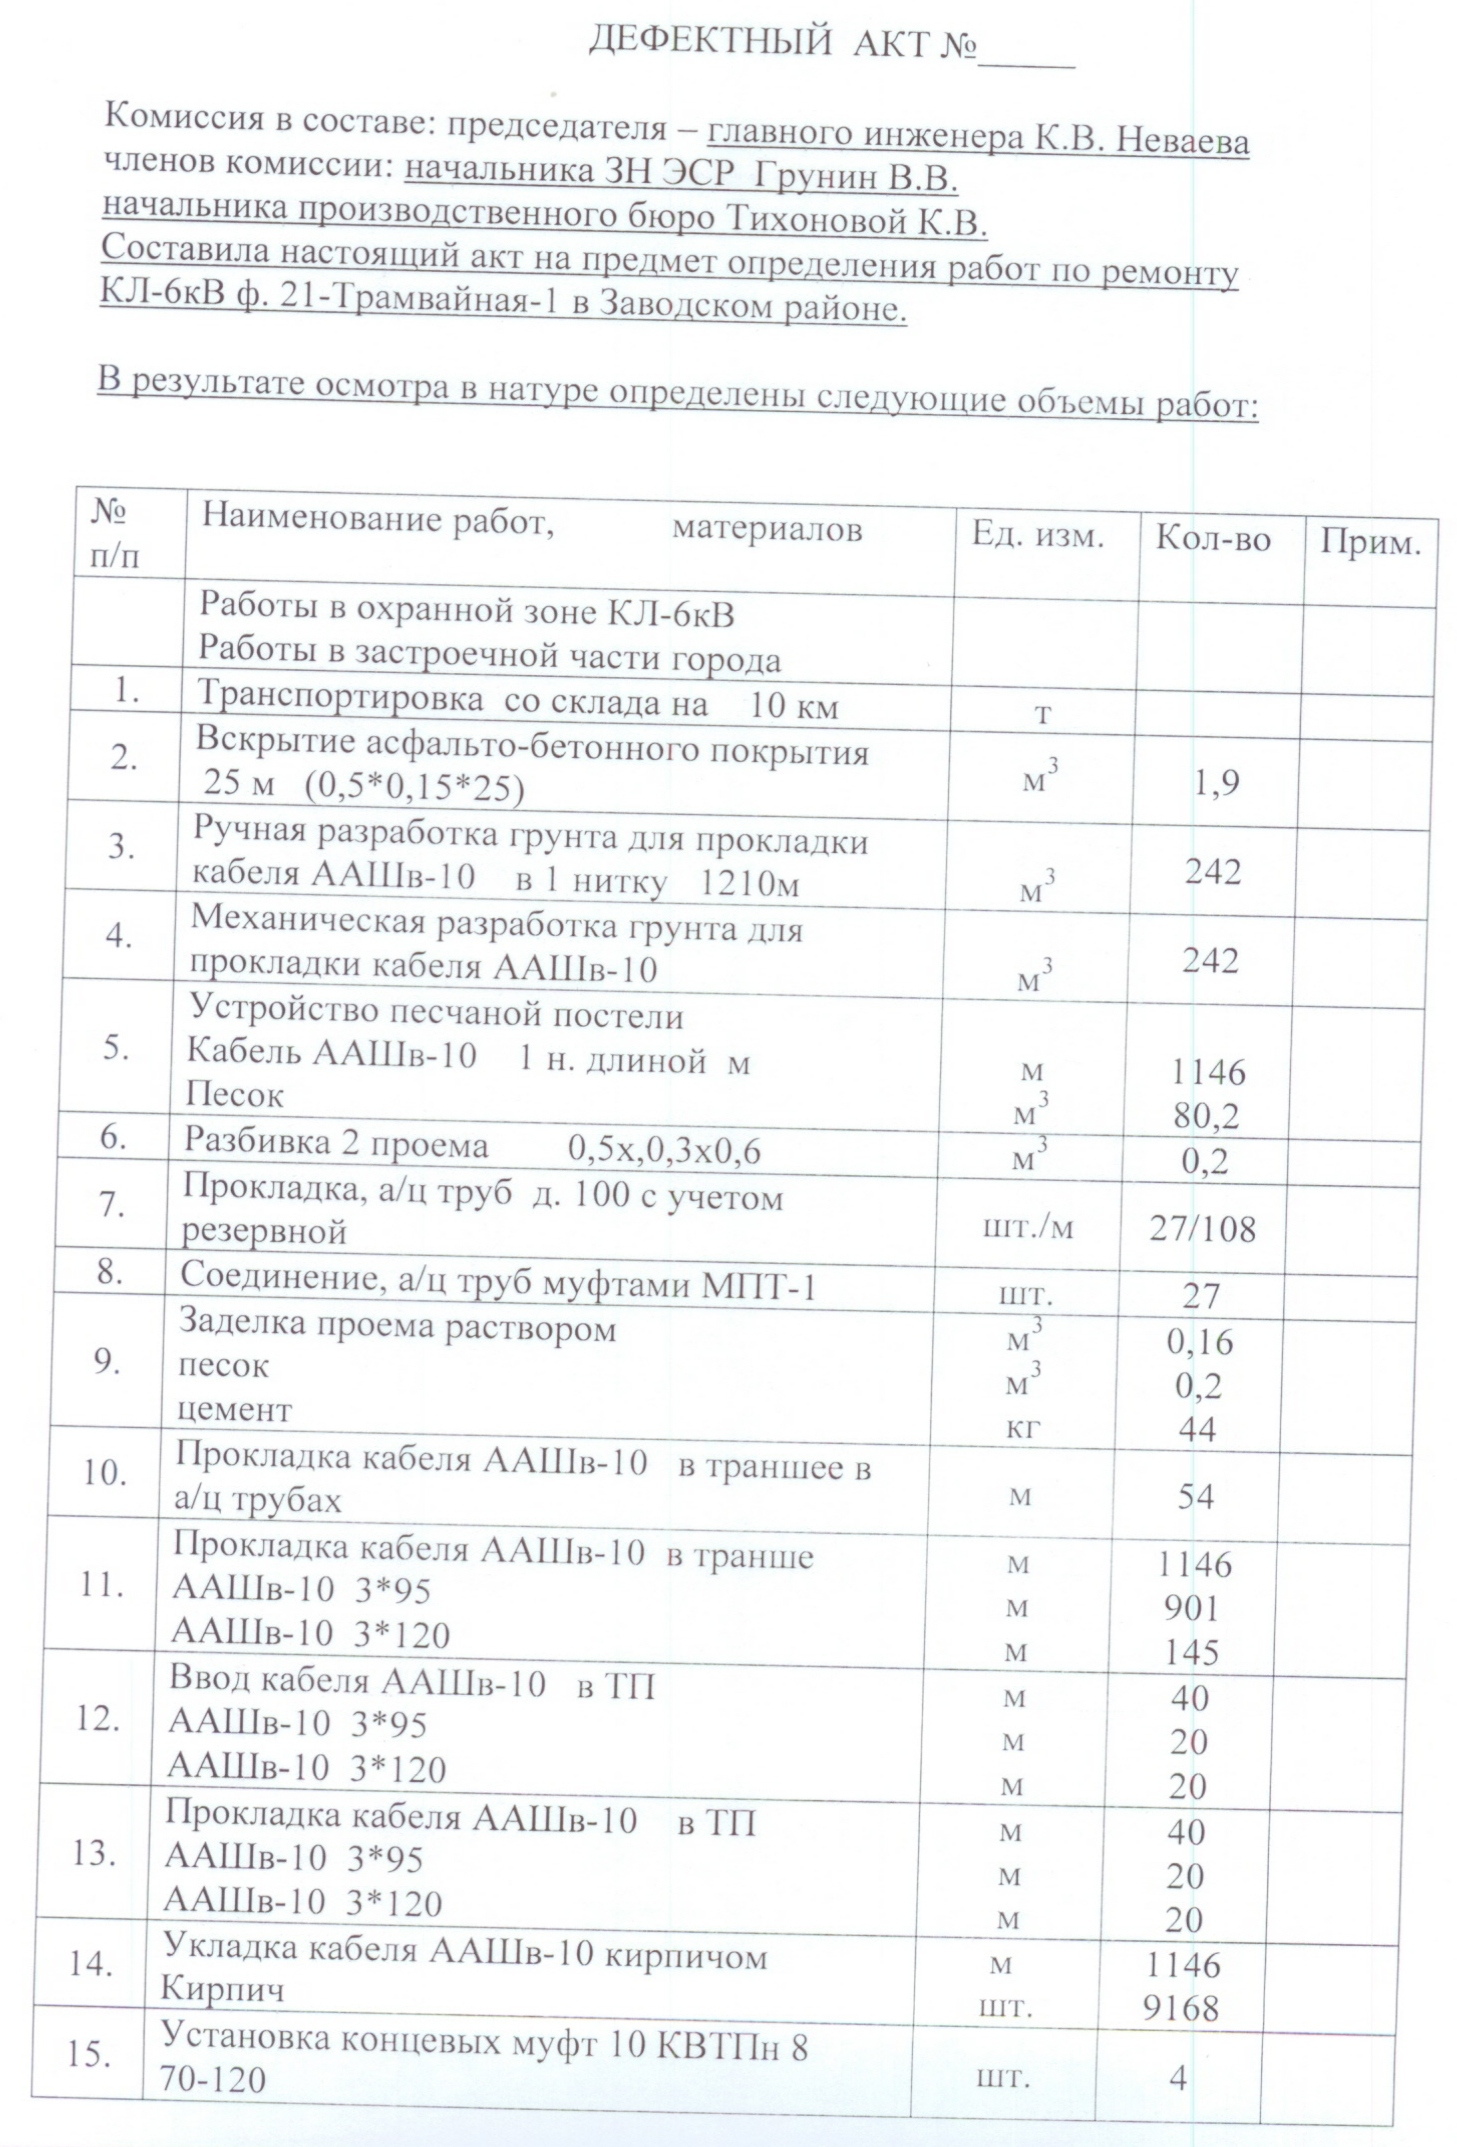 ДЕФЕКТНЫЙ АКТ №_____
Комиссия в составе: председателя – главного инженера К.В. Неваева
членов комиссии: начальника ЗН ЭСР Грунин В.В.
начальника производственного бюро Тихоновой К.В.
Составила настоящий акт на предмет определения работ по ремонту
КЛ-6кВ ф. 21-Трамвайная-1 в Заводском районе.
В результате осмотра в натуре определены следующие объемы работ:
№ п/п Наименование работ, материалов Ед. изм. Кол-во Прим.
Работы в охранной зоне КЛ-6кВ
Работы в застроечной части города
1. Транспортировка со склада на 10 км т
2. Вскрытие асфальто-бетонного покрытия
25 м (0,5*0,15*25) м³ 1,9
3. Ручная разработка грунта для прокладки
кабеля ААШв-10 в 1 нитку 1210м м³ 242
4. Механическая разработка грунта для
прокладки кабеля ААШв-10 м³ 242
5. Устройство песчаной постели
Кабель ААШв-10 1 н. длиной м м 1146
Песок м³ 80,2
6. Разбивка 2 проема 0,5х,0,3х0,6 м³ 0,2
7. Прокладка, а/ц труб д. 100 с учетом
резервной шт./м 27/108
8. Соединение, а/ц труб муфтами МПТ-1 шт. 27
9. Заделка проема раствором м³ 0,16
песок м³ 0,2
цемент кг 44
10. Прокладка кабеля ААШв-10 в траншее в
а/ц трубах м 54
11. Прокладка кабеля ААШв-10 в транше м 1146
ААШв-10 3*95 м 901
ААШв-10 3*120 м 145
12. Ввод кабеля ААШв-10 в ТП м 40
ААШв-10 3*95 м 20
ААШв-10 3*120 м 20
13. Прокладка кабеля ААШв-10 в ТП м 40
ААШв-10 3*95 м 20
ААШв-10 3*120 м 20
14. Укладка кабеля ААШв-10 кирпичом м 1146
Кирпич шт. 9168
15. Установка концевых муфт 10 КВТПн 8
70-120 шт. 4